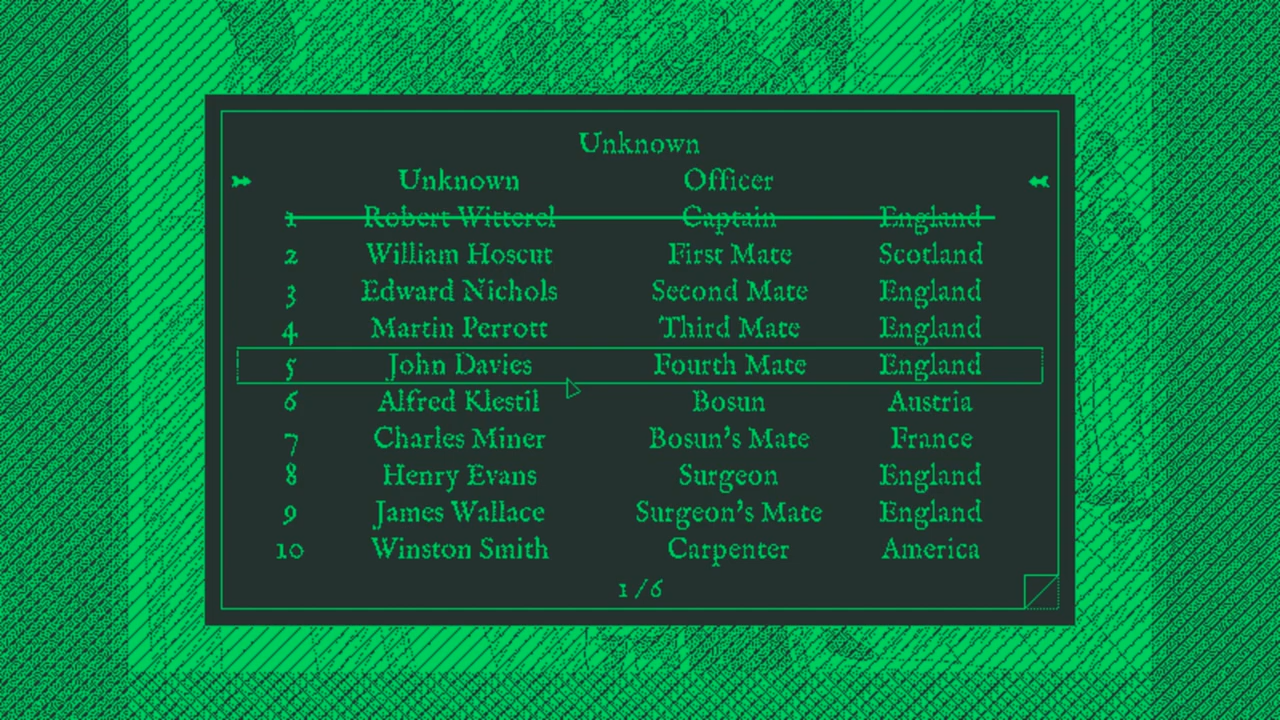 Unknown
Unknown Officer
1 Robert Witterel Captain England
2 William Hoscut First Mate Scotland
3 Edward Nichols Second Mate England
4 Martin Perrott Third Mate England
5 John Davies Fourth Mate England
6 Alfred Klestil Bosun Austria
7 Charles Miner Bosun's Mate France
8 Henry Evans Surgeon England
9 James Wallace Surgeon's Mate England
10 Winston Smith Carpenter America
1/6